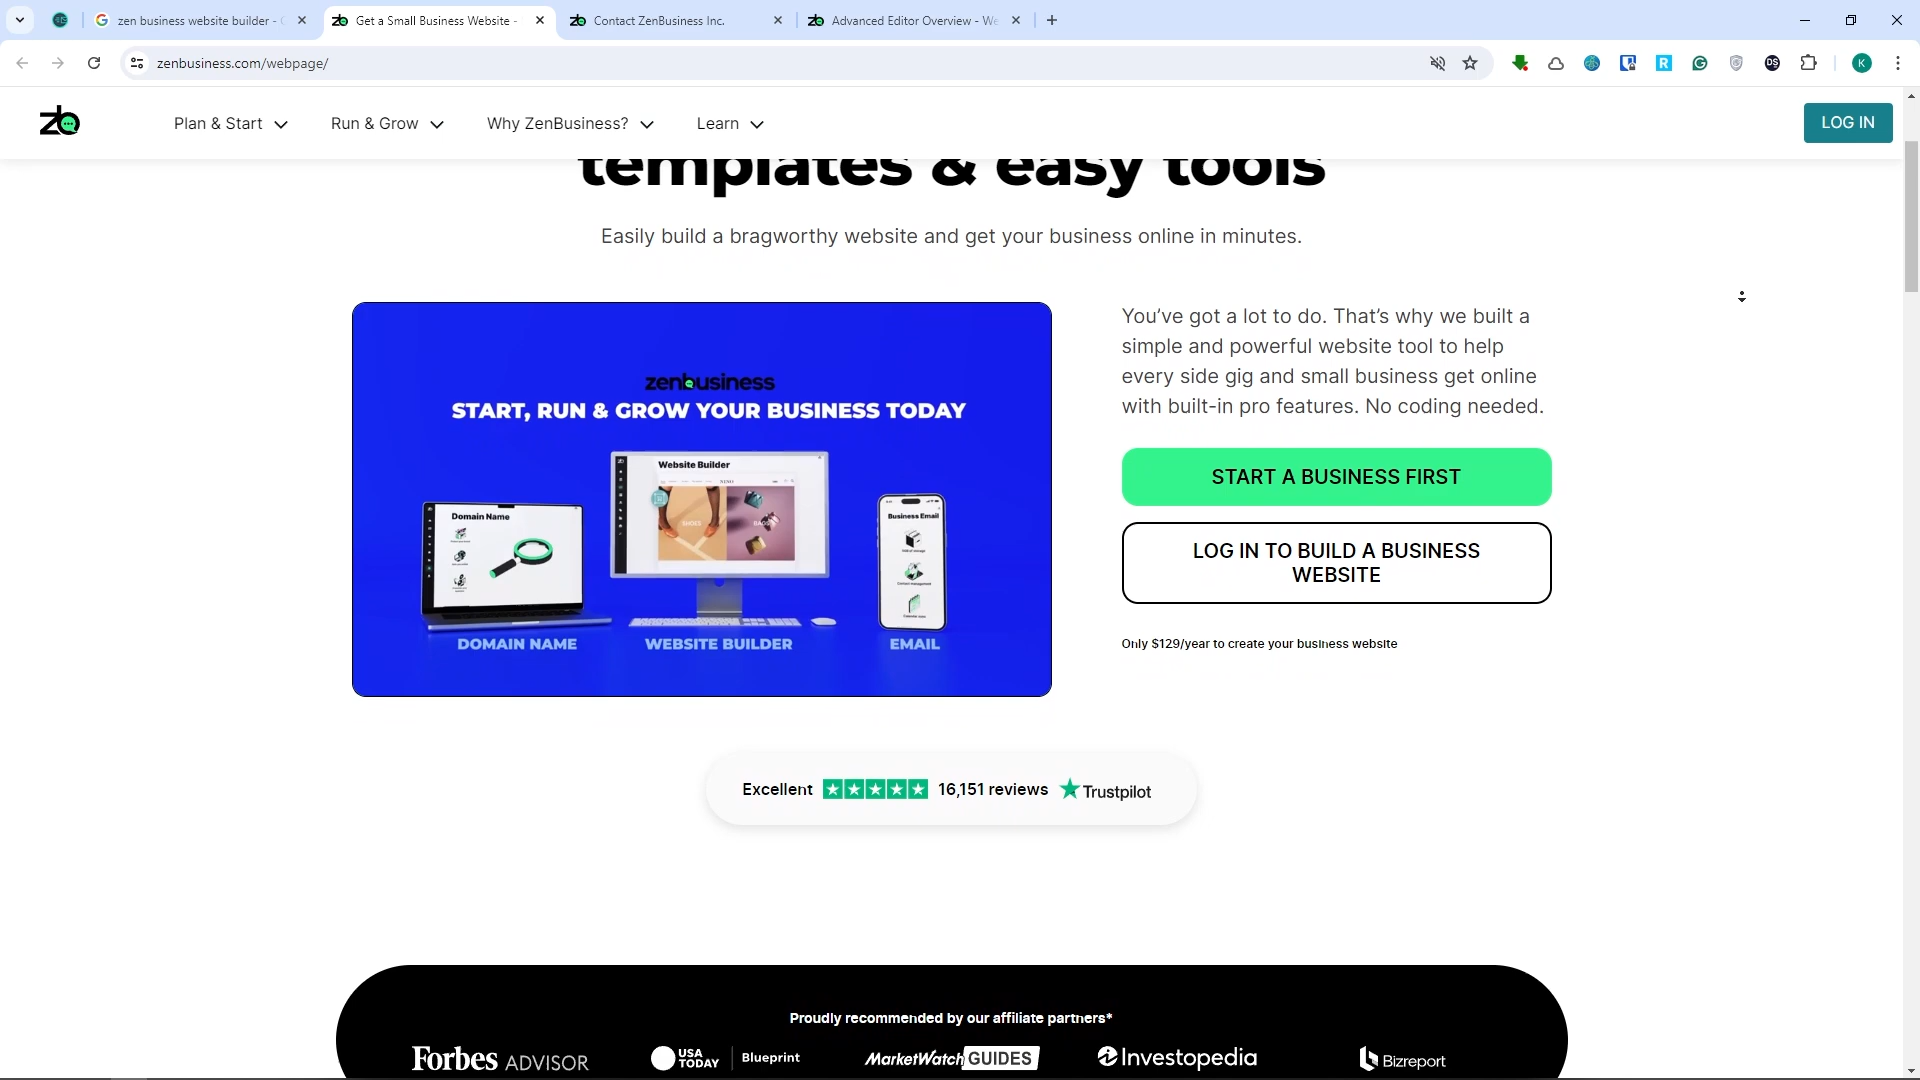 zen business website builder - G
Get a Small Business Website -
Contact ZenBusiness Inc.
Advanced Editor Overview - We
zenbusiness.com/webpage/
K
zb
Plan & Start
Run & Grow
Why ZenBusiness?
Learn
LOG IN
templates & easy tools
Easily build a bragworthy website and get your business online in minutes.
zenbusiness
START, RUN & GROW YOUR BUSINESS TODAY
Domain Name
Website Builder
NINO
SHOES
BAGS
Business Email
DOMAIN NAME
WEBSITE BUILDER
EMAIL
You've got a lot to do. That's why we built a
simple and powerful website tool to help
every side gig and small business get online
with built-in pro features. No coding needed.
START A BUSINESS FIRST
LOG IN TO BUILD A BUSINESS
WEBSITE
Only $129/year to create your business website
Excellent
16,151 reviews
Trustpilot
Proudly recommended by our affiliate partners*
Forbes ADVISOR
USA TODAY | Blueprint
MarketWatch GUIDES
Investopedia
Bizreport